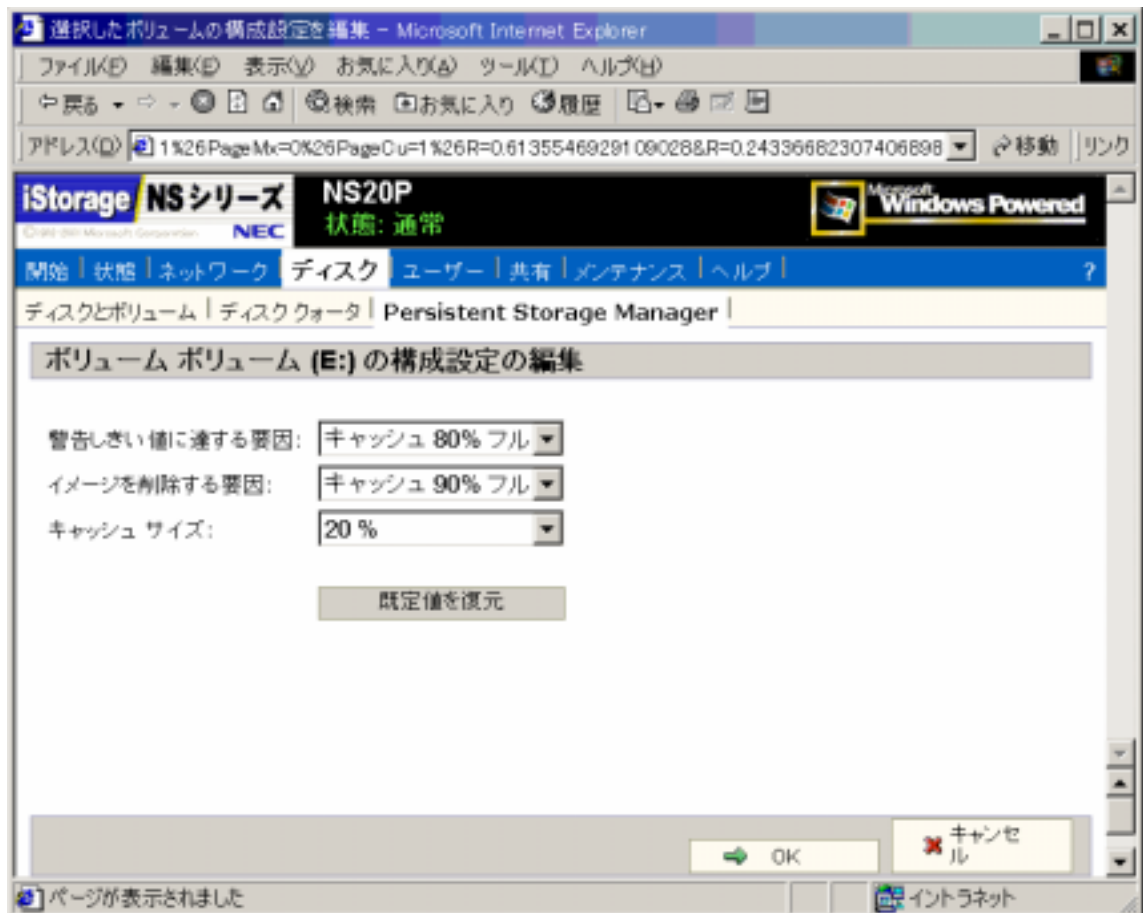 選択したボリュームの構成設定を編集 - Microsoft Internet Explorer
ファイル(F) 編集(E) 表示(V) お気に入り(A) ツール(T) ヘルプ(H)
戻る 検索 お気に入り 履歴
アドレス(D) 1%26PageMx=0%26PageCu=1%26R=0.6135546929109028&R=0.24336682307406898 移動 リンク
iStorage NSシリーズ NS20P Microsoft Windows Powered
NEC 状態: 通常
開始 状態 ネットワーク ディスク ユーザー 共有 メンテナンス ヘルプ ?
ディスクとボリューム ディスク クォータ Persistent Storage Manager
ボリューム ボリューム (E:) の構成設定の編集
警告しきい値に達する要因: キャッシュ 80% フル
イメージを削除する要因: キャッシュ 90% フル
キャッシュ サイズ: 20 %
既定値を復元
OK キャンセ
ル
ページが表示されました イントラネット